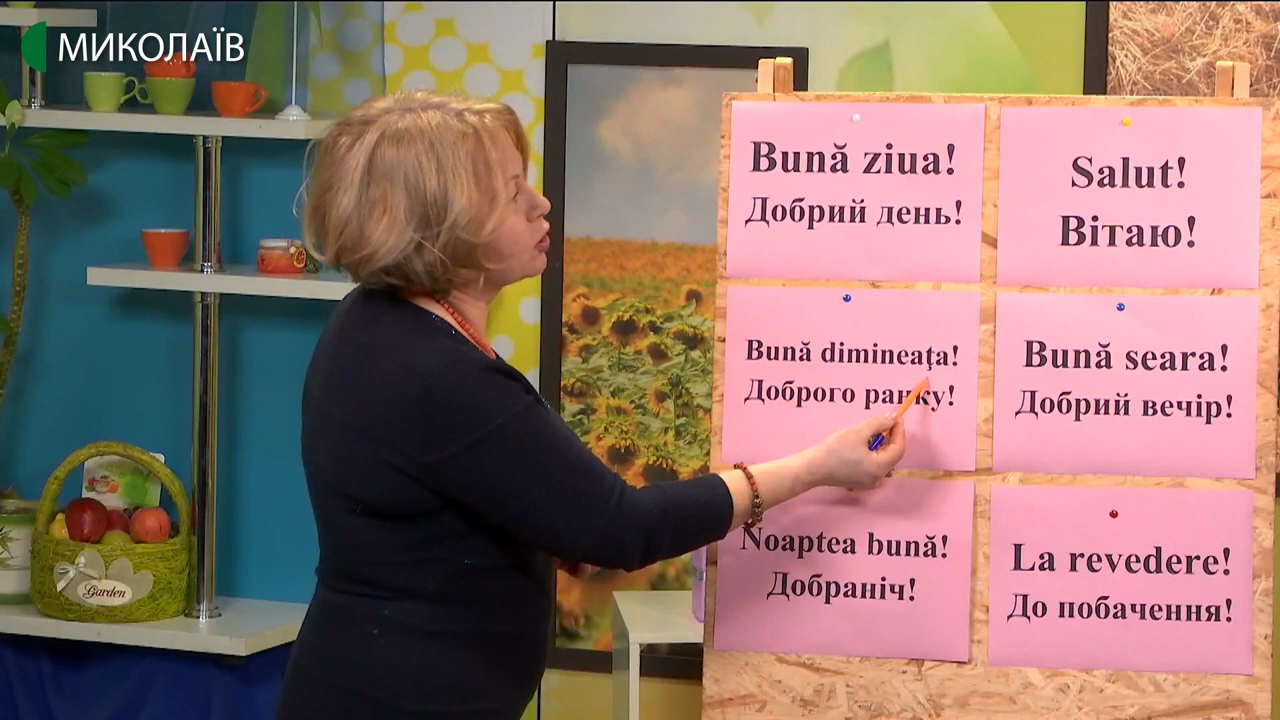 МИКОЛАЇВ
Bună ziua!
Добрий день!
Salut!
Вітаю!
Bună dimineaţa!
Доброго ранку!
Bună seara!
Добрий вечір!
Noaptea bună!
Добраніч!
La revedere!
До побачення!
Garden